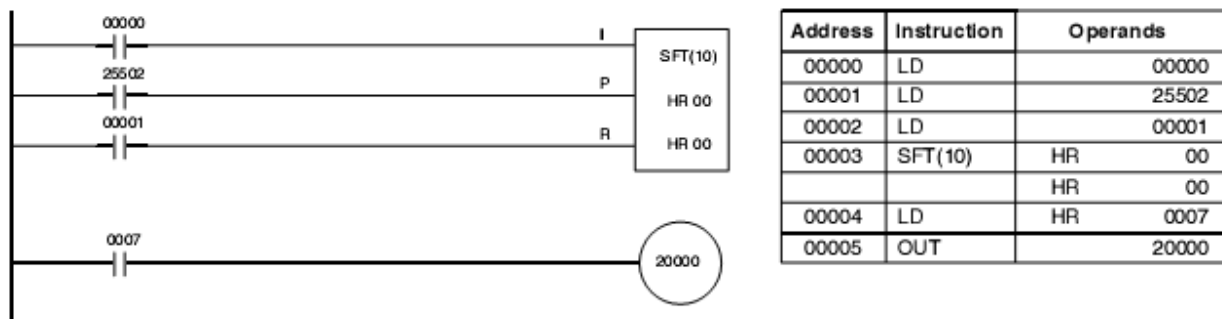 00000
I
SFT(10)
25502
P
HR 00
00001
R
HR 00
0007
20000
Address Instruction Operands
00000 LD 00000
00001 LD 25502
00002 LD 00001
00003 SFT(10) HR 00
HR 00
00004 LD HR 0007
00005 OUT 20000